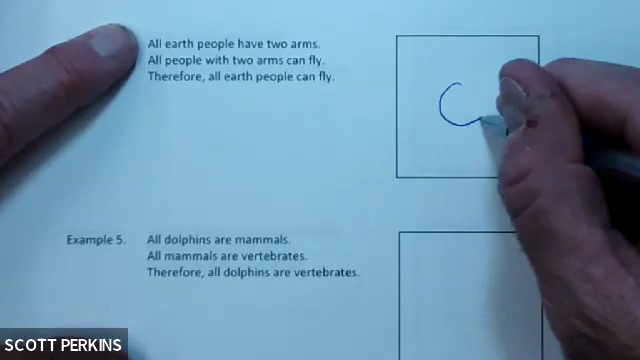 All earth people have two arms.
All people with two arms can fly.
Therefore, all earth people can fly.
Example 5. All dolphins are mammals.
All mammals are vertebrates.
Therefore, all dolphins are vertebrates.
SCOTT PERKINS